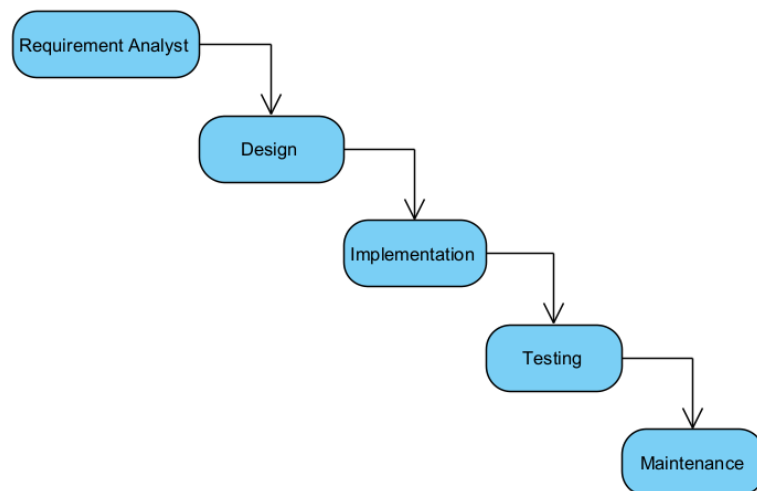 Requirement Analyst
Design
Implementation
Testing
Maintenance